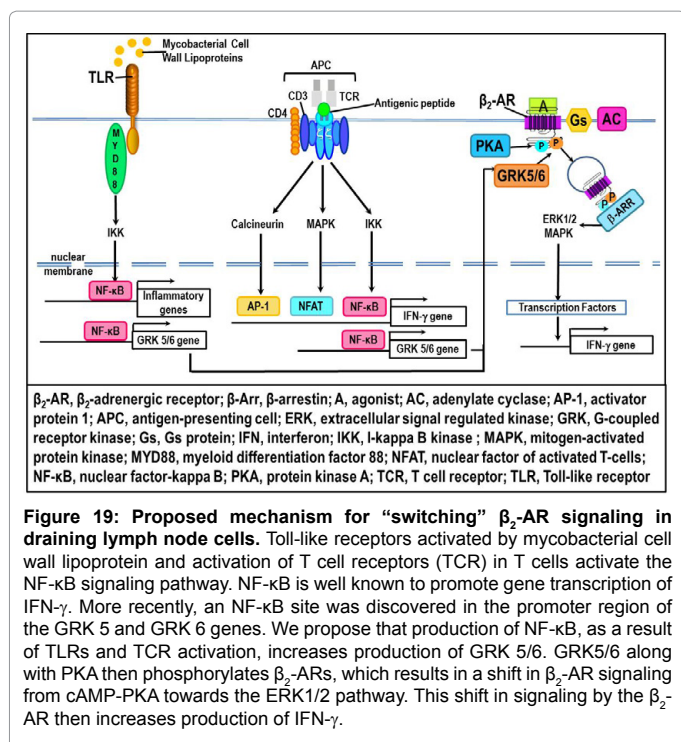 Mycobacterial Cell
Wall Lipoproteins
TLR
M
Y
D
8
8
IKK
nuclear
membrane
NF-κB
Inflammatory
genes
NF-κB
GRK 5/6 gene
APC
CD3
TCR
CD4
Antigenic peptide
Calcineurin
MAPK
IKK
AP-1
NFAT
NF-κB
IFN-γ gene
NF-κB
GRK 5/6 gene
β₂-AR
A
Gs
AC
PKA
P
P
GRK5/6
P
P
β-ARR
ERK1/2
MAPK
Transcription Factors
IFN-γ gene
β₂-AR, β₂-adrenergic receptor; β-Arr, β-arrestin; A, agonist; AC, adenylate cyclase; AP-1, activator
protein 1; APC, antigen-presenting cell; ERK, extracellular signal regulated kinase; GRK, G-coupled
receptor kinase; Gs, Gs protein; IFN, interferon; IKK, I-kappa B kinase ; MAPK, mitogen-activated
protein kinase; MYD88, myeloid differentiation factor 88; NFAT, nuclear factor of activated T-cells;
NF-κB, nuclear factor-kappa B; PKA, protein kinase A; TCR, T cell receptor; TLR, Toll-like receptor
Figure 19: Proposed mechanism for “switching” β₂-AR signaling in
draining lymph node cells. Toll-like receptors activated by mycobacterial cell
wall lipoprotein and activation of T cell receptors (TCR) in T cells activate the
NF-κB signaling pathway. NF-κB is well known to promote gene transcription of
IFN-γ. More recently, an NF-κB site was discovered in the promoter region of
the GRK 5 and GRK 6 genes. We propose that production of NF-κB, as a result
of TLRs and TCR activation, increases production of GRK 5/6. GRK5/6 along
with PKA then phosphorylates β₂-ARs, which results in a shift in β₂-AR signaling
from cAMP-PKA towards the ERK1/2 pathway. This shift in signaling by the β₂-
AR then increases production of IFN-γ.